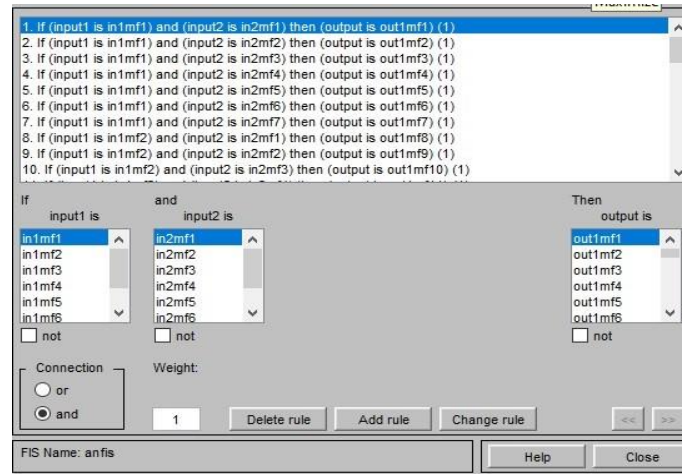 Maximize
1. If (input1 is in1mf1) and (input2 is in2mf1) then (output is out1mf1) (1)
2. If (input1 is in1mf1) and (input2 is in2mf2) then (output is out1mf2) (1)
3. If (input1 is in1mf1) and (input2 is in2mf3) then (output is out1mf3) (1)
4. If (input1 is in1mf1) and (input2 is in2mf4) then (output is out1mf4) (1)
5. If (input1 is in1mf1) and (input2 is in2mf5) then (output is out1mf5) (1)
6. If (input1 is in1mf1) and (input2 is in2mf6) then (output is out1mf6) (1)
7. If (input1 is in1mf1) and (input2 is in2mf7) then (output is out1mf7) (1)
8. If (input1 is in1mf2) and (input2 is in2mf1) then (output is out1mf8) (1)
9. If (input1 is in1mf2) and (input2 is in2mf2) then (output is out1mf9) (1)
10. If (input1 is in1mf2) and (input2 is in2mf3) then (output is out1mf10) (1)
If and Then
input1 is input2 is output is
in1mf1 in2mf1 out1mf1
in1mf2 in2mf2 out1mf2
in1mf3 in2mf3 out1mf3
in1mf4 in2mf4 out1mf4
in1mf5 in2mf5 out1mf5
in1mf6 in2mf6 out1mf6
not not not
Connection Weight:
or
and 1 Delete rule Add rule Change rule << >>
FIS Name: anfis Help Close